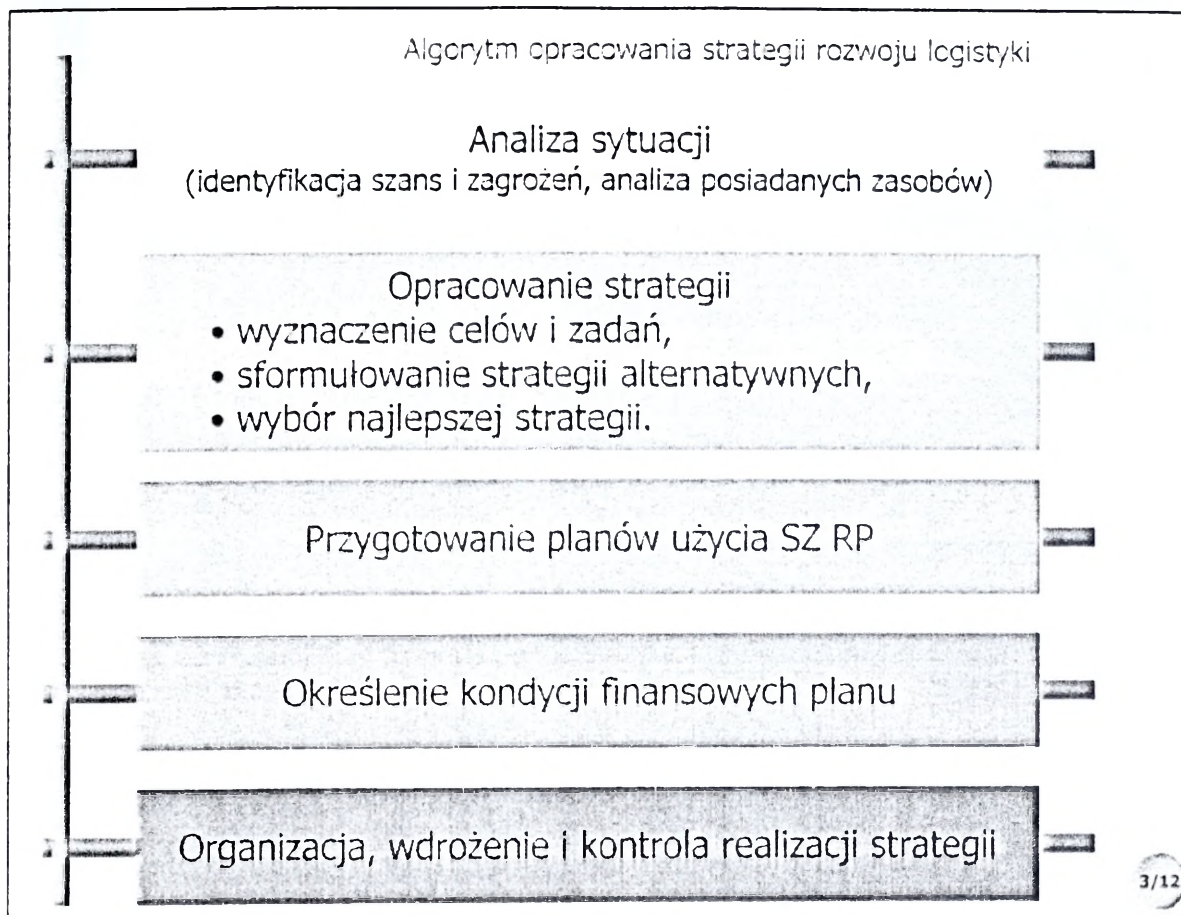 Algorytm opracowania strategii rozwoju logistyki
Analiza sytuacji
(identyfikacja szans i zagrożeń, analiza posiadanych zasobów)
Opracowanie strategii
• wyznaczenie celów i zadań,
• sformułowanie strategii alternatywnych,
• wybór najlepszej strategii.
Przygotowanie planów użycia SZ RP
Określenie kondycji finansowych planu
Organizacja, wdrożenie i kontrola realizacji strategii
3/12